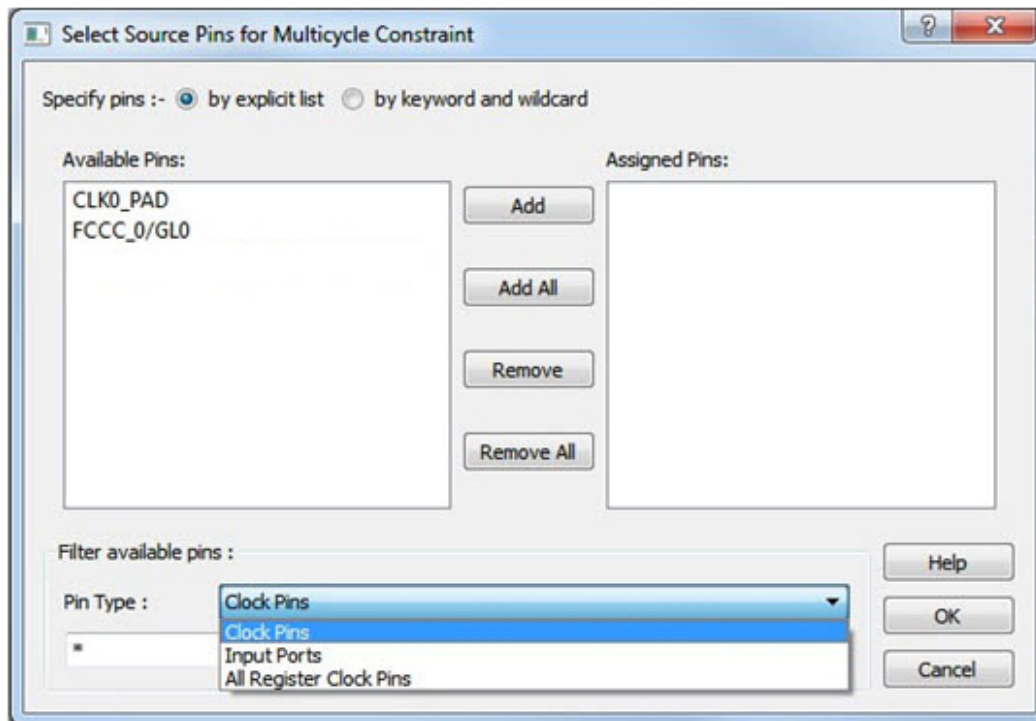 Select Source Pins for Multicycle Constraint
Specify pins :- by explicit list by keyword and wildcard
Available Pins: Assigned Pins:
CLK0_PAD
FCCC_0/GL0
Add
Add All
Remove
Remove All
Filter available pins :
Pin Type : Clock Pins
Clock Pins
Input Ports
All Register Clock Pins
*
Help
OK
Cancel